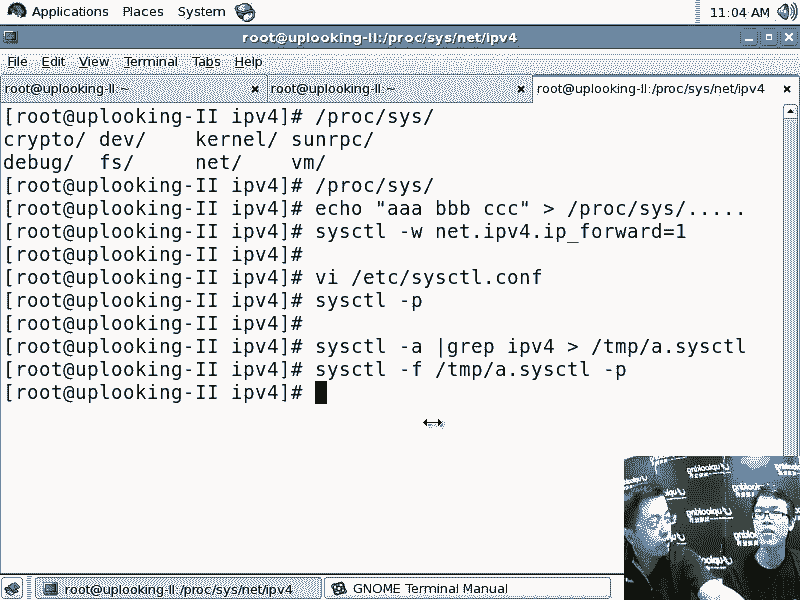 Applications Places System 11:04 AM
root@uplooking-II:/proc/sys/net/ipv4
File Edit View Terminal Tabs Help
root@uplooking-II:~ root@uplooking-II:~ root@uplooking-II:/proc/sys/net/ipv4
[root@uplooking-II ipv4]# /proc/sys/
crypto/ dev/ kernel/ sunrpc/
debug/ fs/ net/ vm/
[root@uplooking-II ipv4]# /proc/sys/
[root@uplooking-II ipv4]# echo "aaa bbb ccc" > /proc/sys/.....
[root@uplooking-II ipv4]# sysctl -w net.ipv4.ip_forward=1
[root@uplooking-II ipv4]#
[root@uplooking-II ipv4]# vi /etc/sysctl.conf
[root@uplooking-II ipv4]# sysctl -p
[root@uplooking-II ipv4]#
[root@uplooking-II ipv4]# sysctl -a |grep ipv4 > /tmp/a.sysctl
[root@uplooking-II ipv4]# sysctl -f /tmp/a.sysctl -p
[root@uplooking-II ipv4]#
root@uplooking-II:/proc/sys/net/ipv4 GNOME Terminal Manual